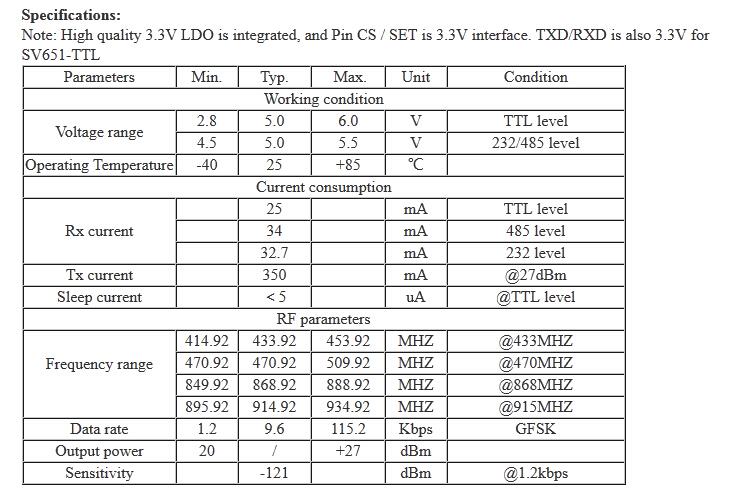 Specifications:
Note: High quality 3.3V LDO is integrated, and Pin CS / SET is 3.3V interface. TXD/RXD is also 3.3V for
SV651-TTL
Parameters Min. Typ. Max. Unit Condition
Working condition
Voltage range 2.8 5.0 6.0 V TTL level
4.5 5.0 5.5 V 232/485 level
Operating Temperature -40 25 +85 ℃
Current consumption
Rx current 25 mA TTL level
34 mA 485 level
32.7 mA 232 level
Tx current 350 mA @27dBm
Sleep current < 5 uA @TTL level
RF parameters
Frequency range 414.92 433.92 453.92 MHZ @433MHZ
470.92 470.92 509.92 MHZ @470MHZ
849.92 868.92 888.92 MHZ @868MHZ
895.92 914.92 934.92 MHZ @915MHZ
Data rate 1.2 9.6 115.2 Kbps GFSK
Output power 20 / +27 dBm
Sensitivity -121 dBm @1.2kbps